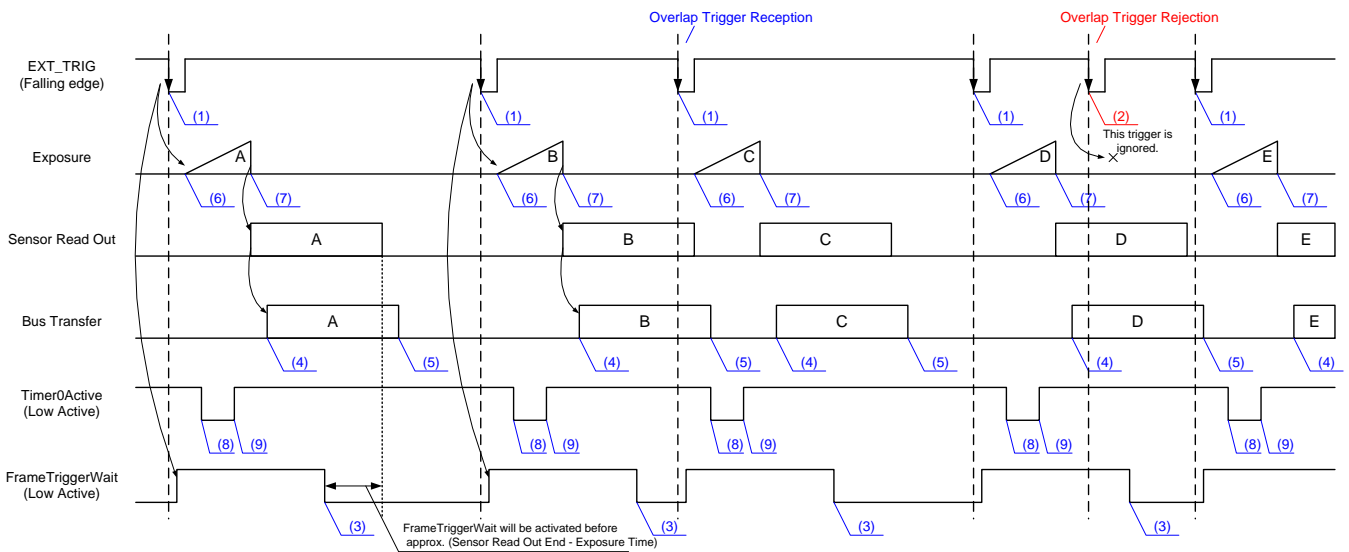 Overlap Trigger Reception
Overlap Trigger Rejection
EXT_TRIG
(Falling edge)
(1)
(1)
(1)
(1)
(2)
(1)
This trigger is
ignored.
Exposure
A
B
C
D
E
(6)
(7)
(6)
(7)
(6)
(7)
(6)
(7)
(6)
(7)
Sensor Read Out
A
B
C
D
E
Bus Transfer
A
B
C
D
E
(4)
(5)
(4)
(5)
(4)
(5)
(4)
(5)
(4)
Timer0Active
(Low Active)
(8)
(9)
(8)
(9)
(8)
(9)
(8)
(9)
(8)
(9)
FrameTriggerWait
(Low Active)
(3)
(3)
(3)
(3)
FrameTriggerWait will be activated before
approx. (Sensor Read Out End - Exposure Time)